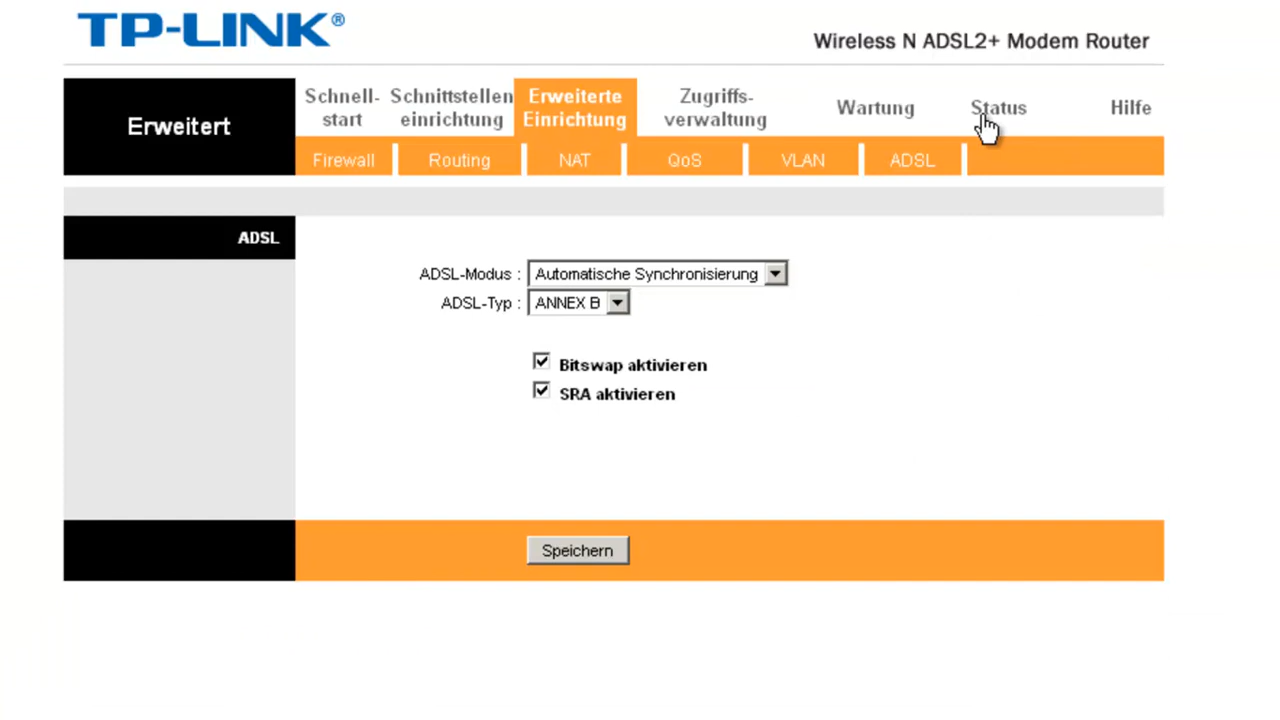 TP-LINK®
Wireless N ADSL2+ Modem Router
Erweitert
Schnell-
start
Schnittstellen
einrichtung
Erweiterte
Einrichtung
Zugriffs-
verwaltung
Wartung
Status
Hilfe
Firewall
Routing
NAT
QoS
VLAN
ADSL
ADSL
ADSL-Modus : Automatische Synchronisierung
ADSL-Typ : ANNEX B
Bitswap aktivieren
SRA aktivieren
Speichern